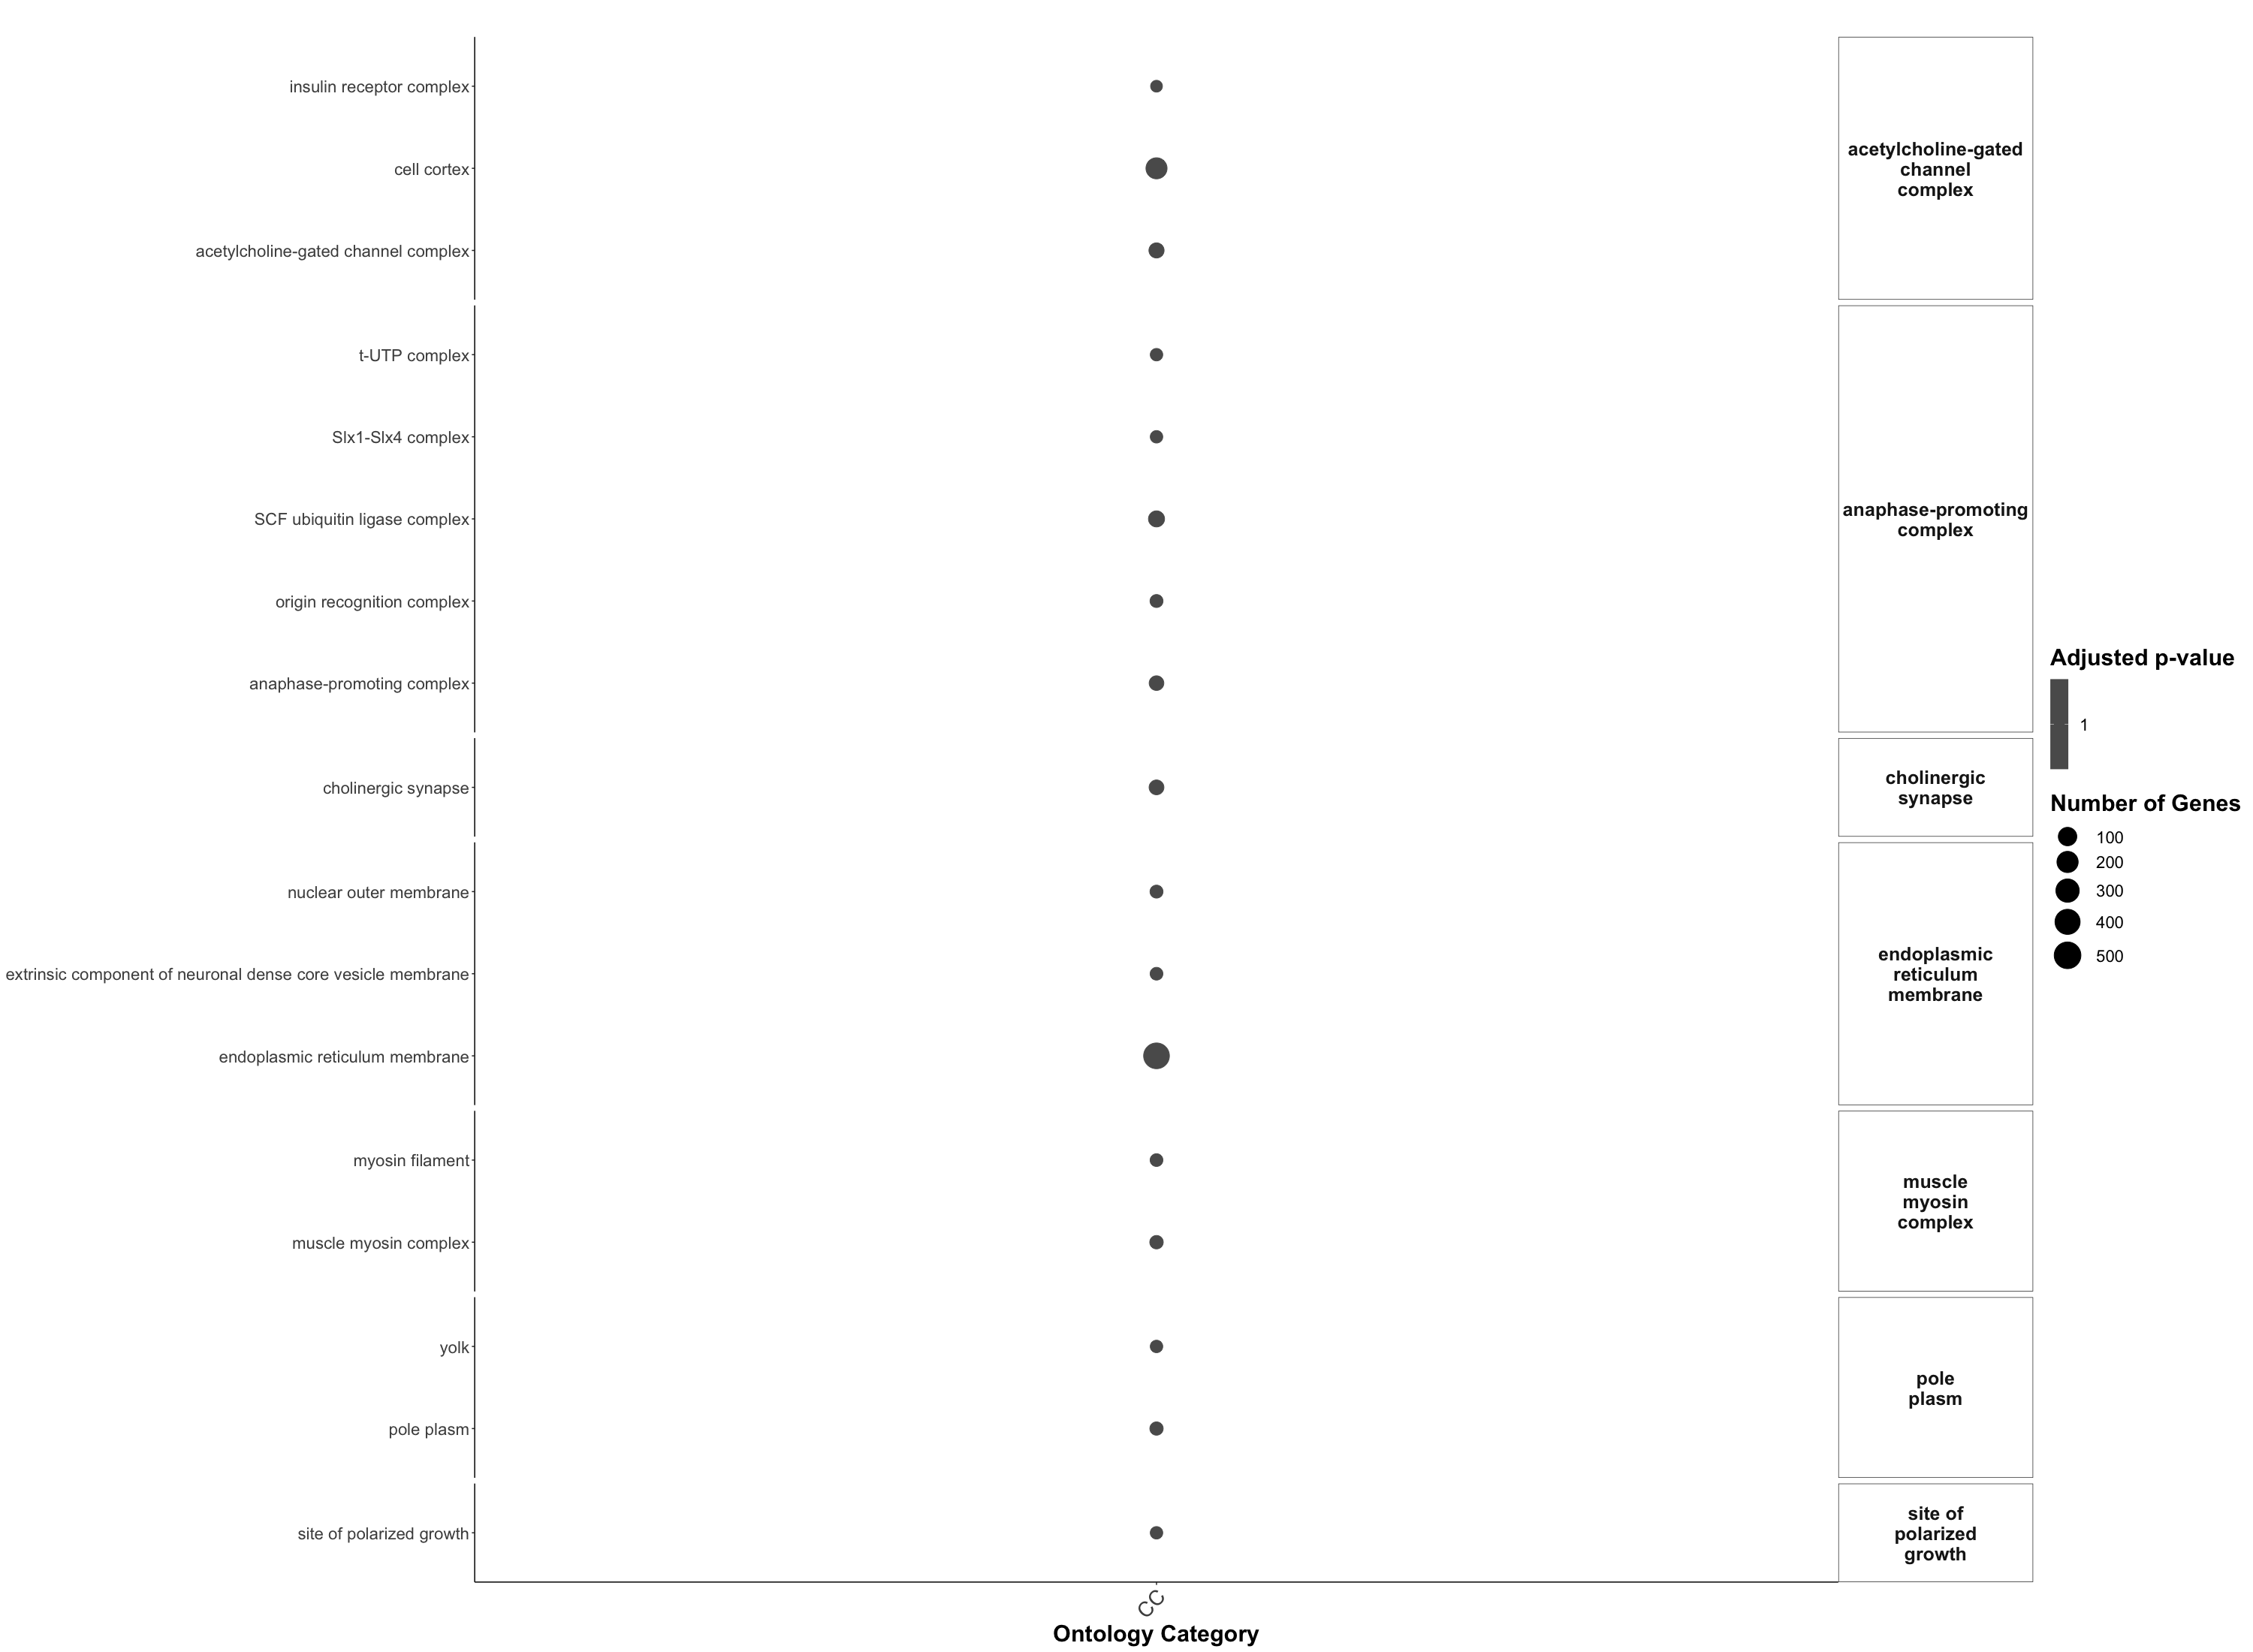 insulin receptor complex
cell cortex
acetylcholine-gated channel complex
acetylcholine-gated
channel
complex
t-UTP complex
Slx1-Slx4 complex
SCF ubiquitin ligase complex
origin recognition complex
anaphase-promoting complex
anaphase-promoting
complex
cholinergic synapse
cholinergic
synapse
nuclear outer membrane
extrinsic component of neuronal dense core vesicle membrane
endoplasmic reticulum membrane
endoplasmic
reticulum
membrane
myosin filament
muscle myosin complex
muscle
myosin
complex
yolk
pole plasm
pole
plasm
site of polarized growth
site of
polarized
growth
CC
Ontology Category
Adjusted p-value
1
Number of Genes
100
200
300
400
500